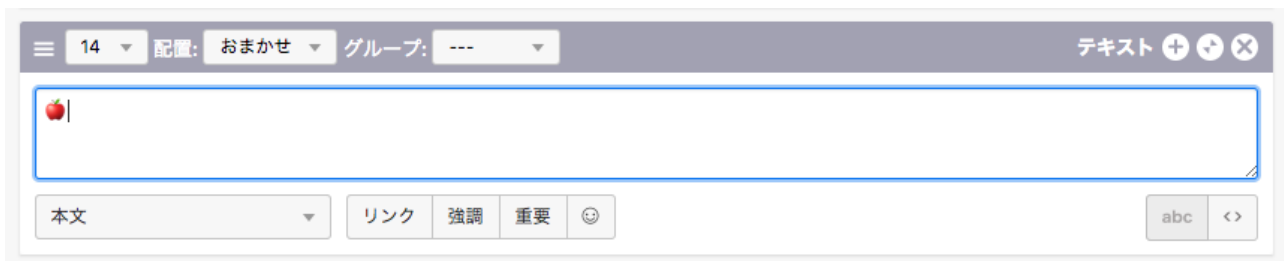 14 配置: おまかせ グループ: --- テキスト
🍎
本文 リンク 強調 重要 abc <>